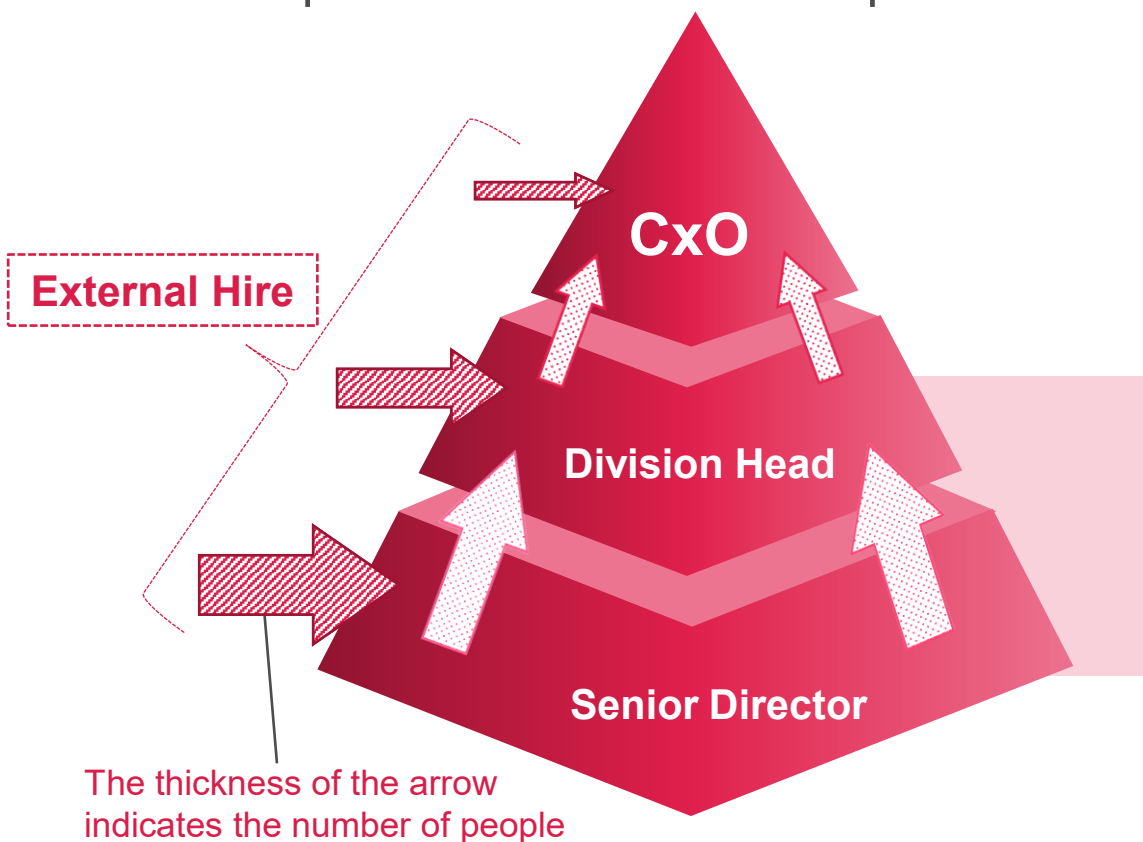 CxO
External Hire
Division Head
Senior Director
The thickness of the arrow
indicates the number of people